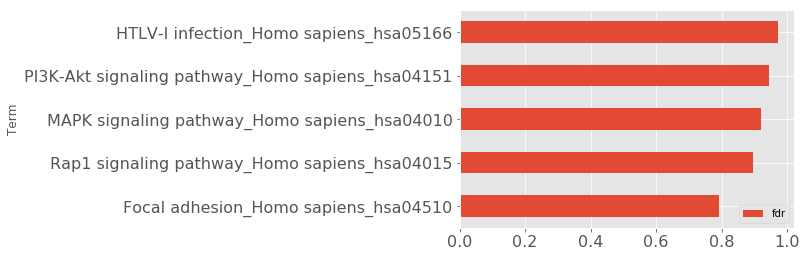 HTLV-I infection_Homo sapiens_hsa05166
PI3K-Akt signaling pathway_Homo sapiens_hsa04151
MAPK signaling pathway_Homo sapiens_hsa04010
Rap1 signaling pathway_Homo sapiens_hsa04015
Focal adhesion_Homo sapiens_hsa04510
Term
fdr
0.0 0.2 0.4 0.6 0.8 1.0